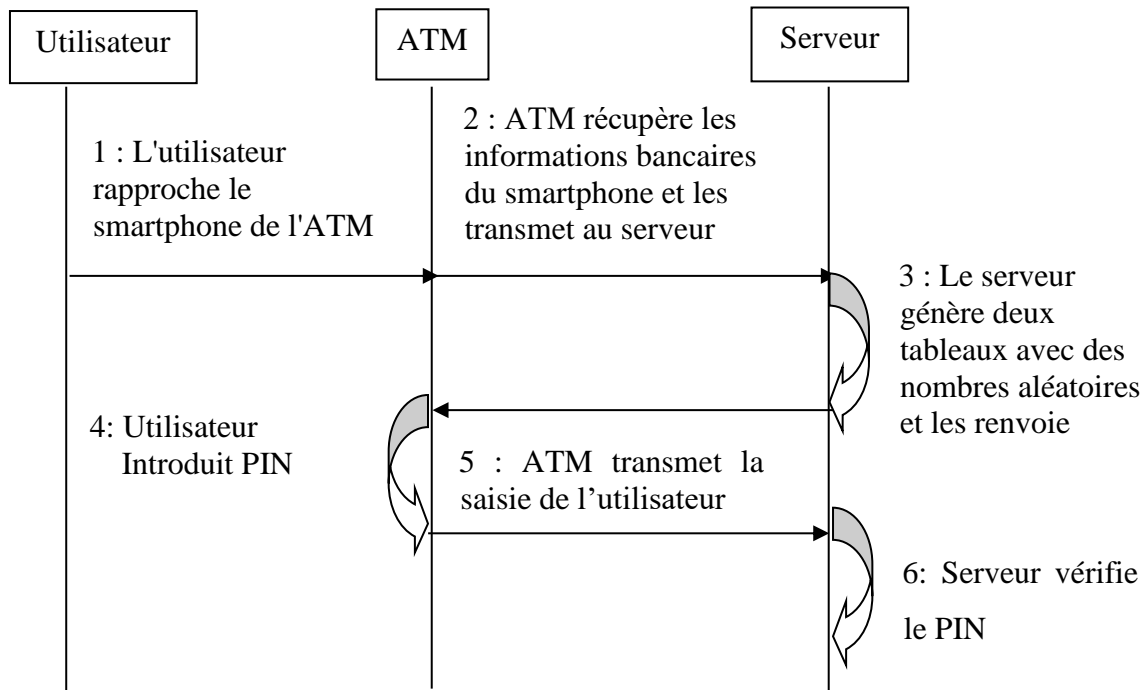 Utilisateur
ATM
Serveur
1 : L'utilisateur
rapproche le
smartphone de l'ATM
2 : ATM récupère les
informations bancaires
du smartphone et les
transmet au serveur
3 : Le serveur
génère deux
tableaux avec des
nombres aléatoires
et les renvoie
4: Utilisateur
Introduit PIN
5 : ATM transmet la
saisie de l’utilisateur
6: Serveur vérifie
le PIN